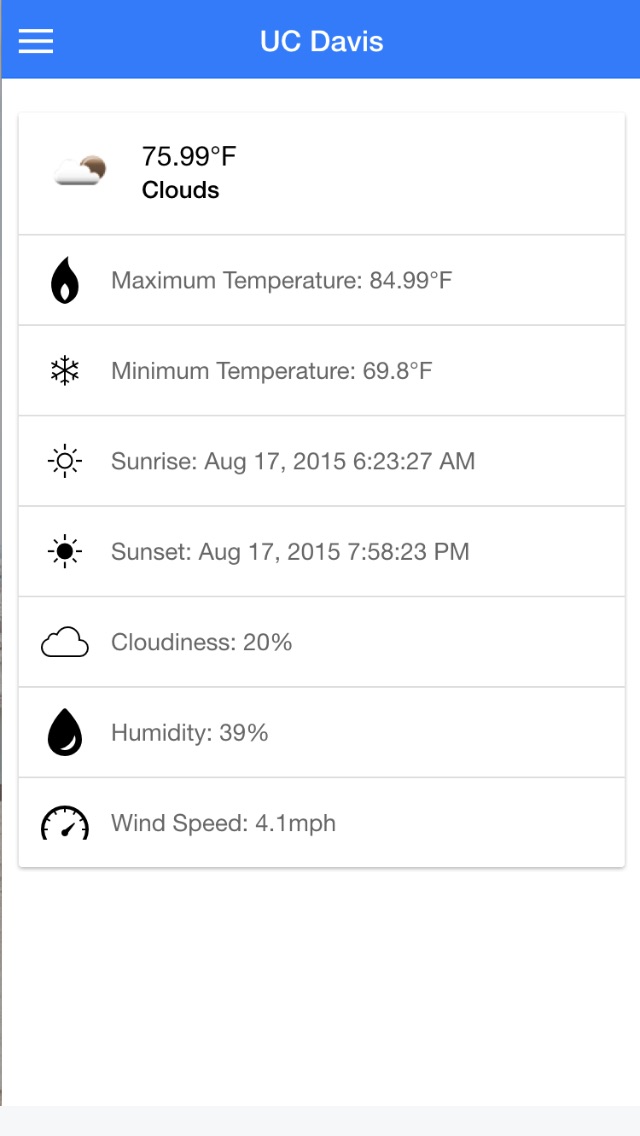 UC Davis
75.99°F
Clouds
Maximum Temperature: 84.99°F
Minimum Temperature: 69.8°F
Sunrise: Aug 17, 2015 6:23:27 AM
Sunset: Aug 17, 2015 7:58:23 PM
Cloudiness: 20%
Humidity: 39%
Wind Speed: 4.1mph